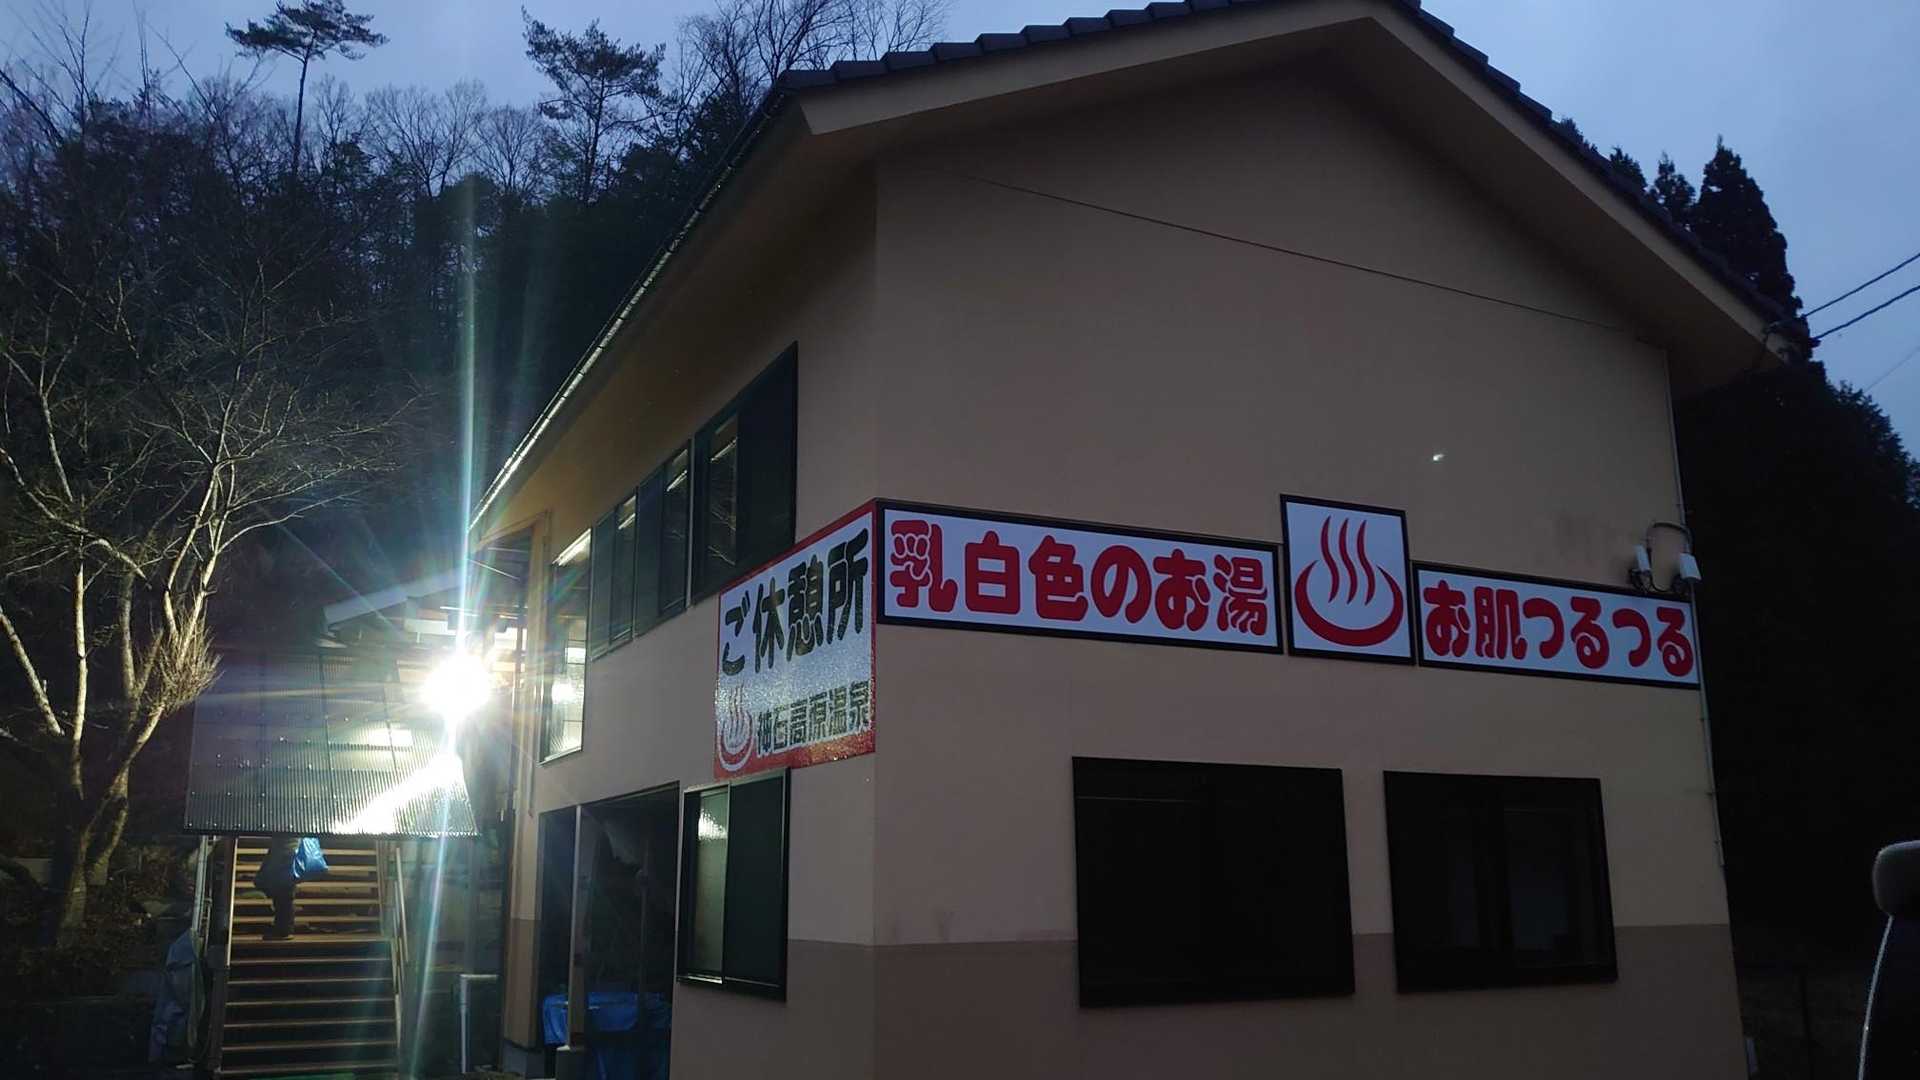 ご休憩所
神石高原温泉
乳白色のお湯
お肌つるつる